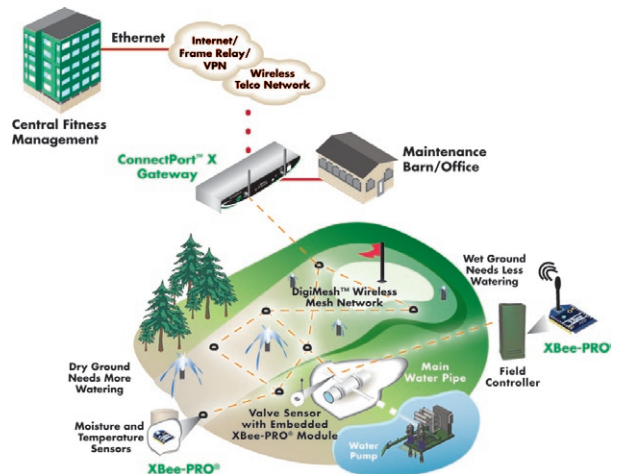 Ethernet
Internet/
Frame Relay/
VPN
Wireless
Telco Network
Central Fitness
Management
ConnectPort™ X
Gateway
Maintenance
Barn/Office
Wet Ground
Needs Less
Watering
DigiMesh™ Wireless
Mesh Network
XBee-PRO®
Field
Controller
Dry Ground
Needs More
Watering
Main
Water Pipe
Valve Sensor
with Embedded
XBee-PRO® Module
Moisture and
Temperature
Sensors
Water
Pump
XBee-PRO®